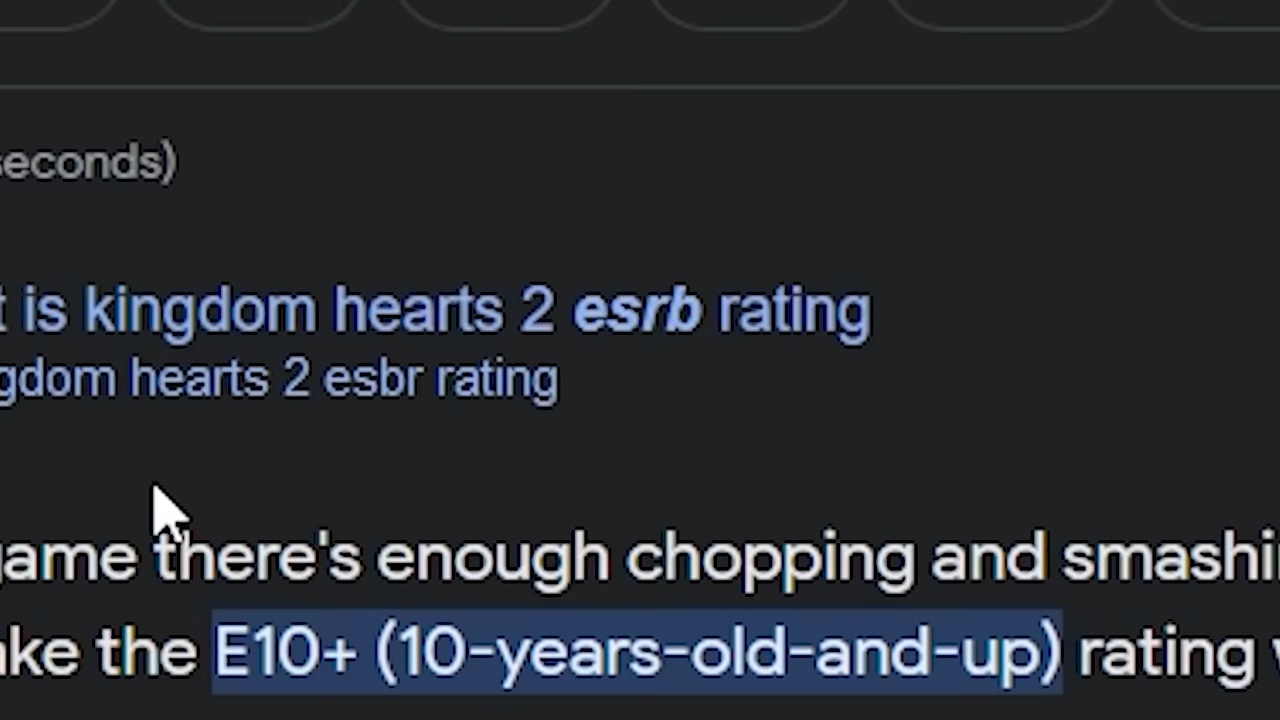 seconds)
t is kingdom hearts 2 esrb rating
gdom hearts 2 esbr rating
game there's enough chopping and smashi
ake the E10+ (10-years-old-and-up) rating